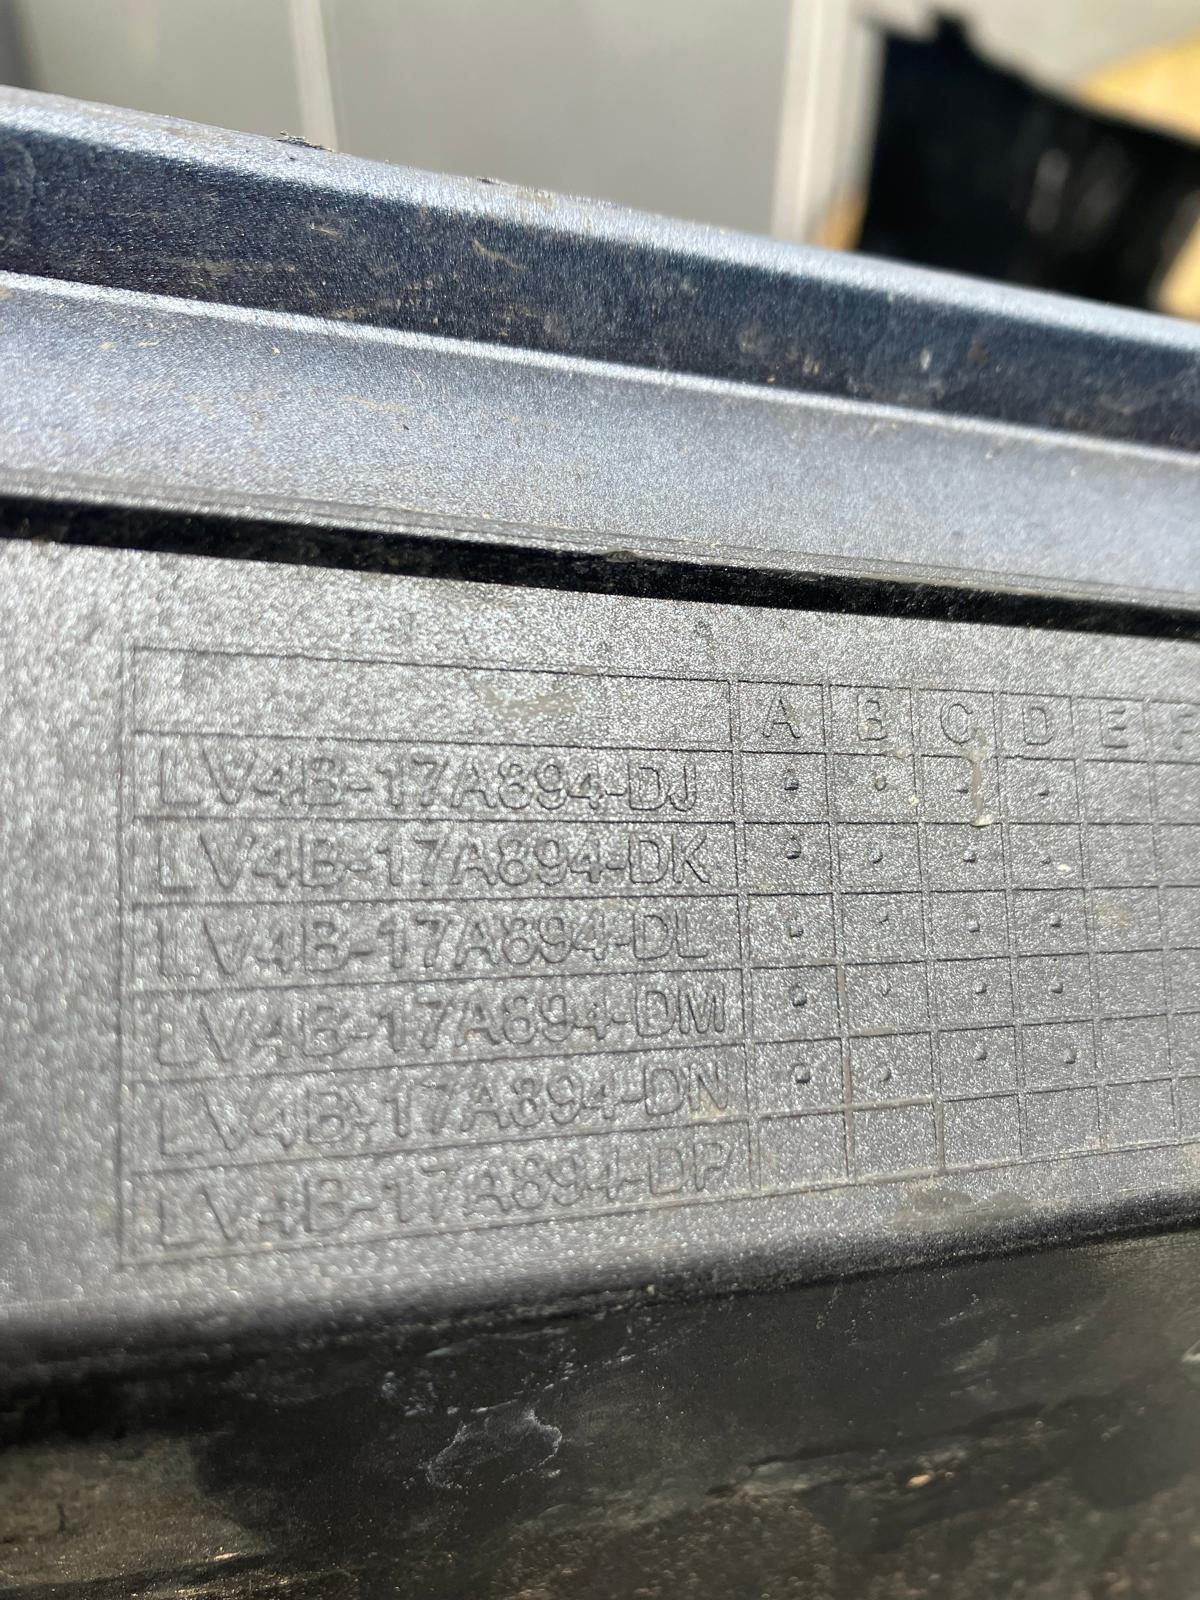 A B C D E F
LV4B-17A894-DJ
LV4B-17A894-DK
LV4B-17A894-DL
LV4B-17A894-DM
LV4B-17A894-DN
LV4B-17A894-DP